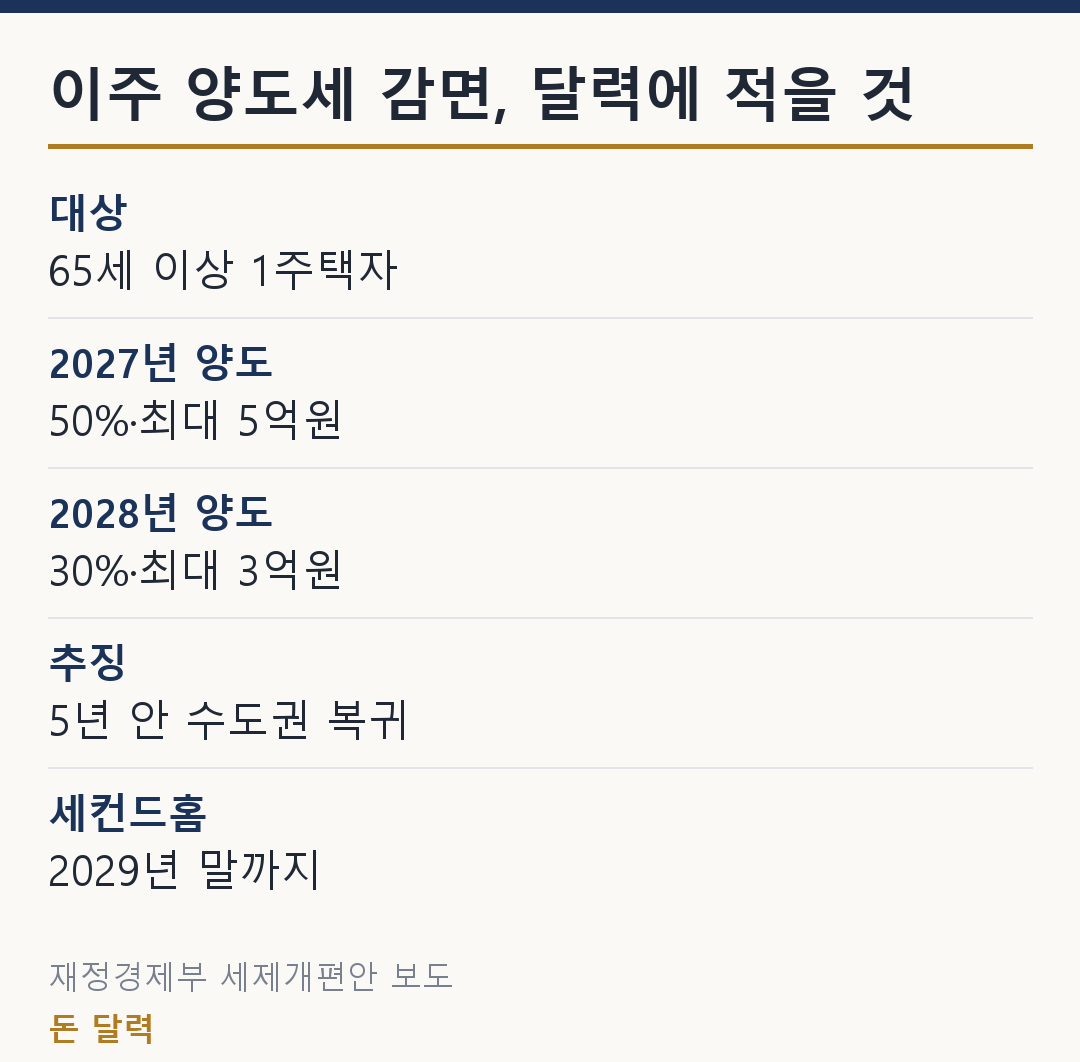 이주 양도세 감면, 달력에 적을 것
대상
65세 이상 1주택자
2027년 양도
50%·최대 5억원
2028년 양도
30%·최대 3억원
추징
5년 안 수도권 복귀
세컨드홈
2029년 말까지
재정경제부 세제개편안 보도
돈 달력